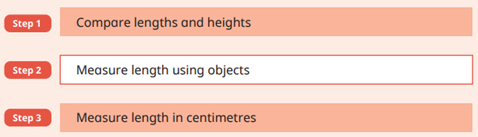 Step 1 Compare lengths and heights
Step 2 Measure length using objects
Step 3 Measure length in centimetres